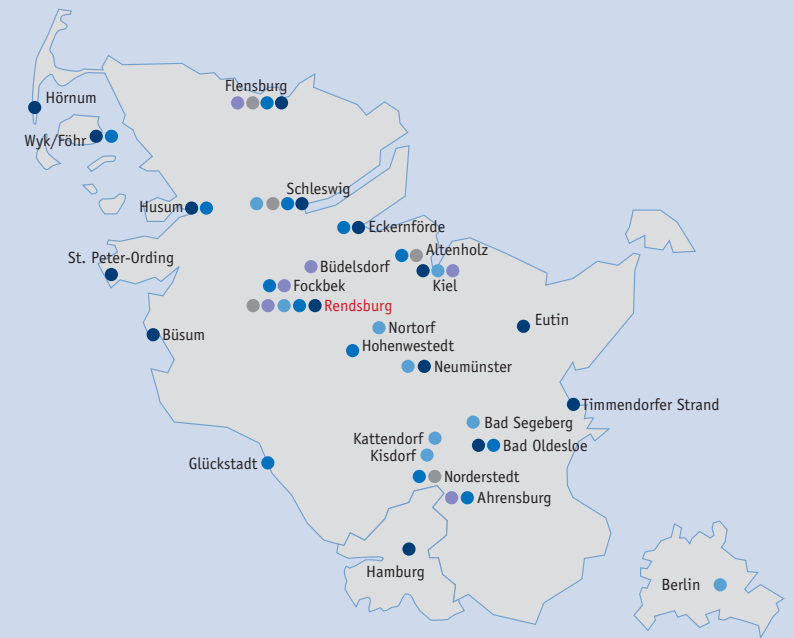 Flensburg
Hörnum
Wyk/Föhr
Schleswig
Husum
Eckernförde
Altenholz
St. Peter-Ording
Büdelsdorf
Kiel
Fockbek
Rendsburg
Eutin
Nortorf
Büsum
Hohenwestedt
Neumünster
Timmendorfer Strand
Bad Segeberg
Kattendorf
Bad Oldesloe
Kisdorf
Glückstadt
Norderstedt
Ahrensburg
Hamburg
Berlin